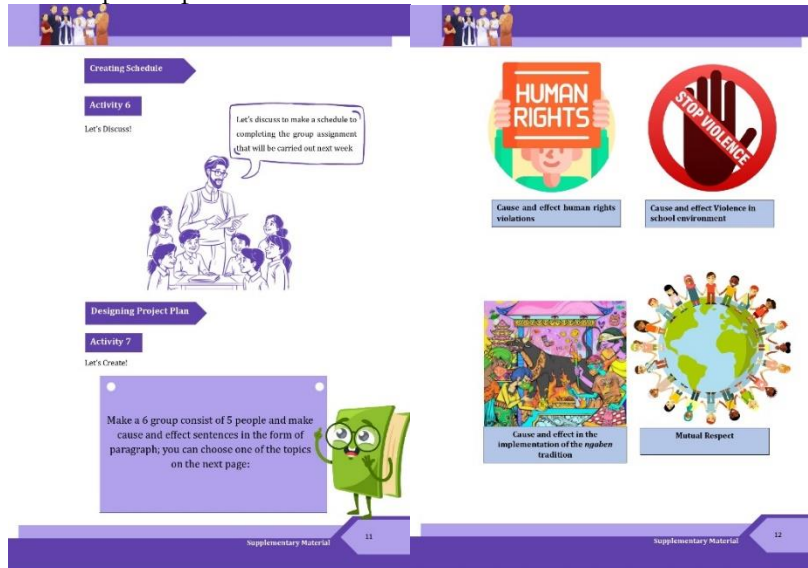 Creating Schedule
Activity 6
Let's Discuss!
Let's discuss to make a schedule to
completing the group assignment
that will be carried out next week
Designing Project Plan
Activity 7
Let's Create!
Make a 6 group consist of 5 people and make
cause and effect sentences in the form of
paragraph; you can choose one of the topics
on the next page:
Supplementary Material
11
HUMAN
RIGHTS
STOP VIOLENCE
Cause and effect human rights
violations
Cause and effect Violence in
school environment
Cause and effect in the
implementation of the ngaben
tradition
Mutual Respect
Supplementary Material
12